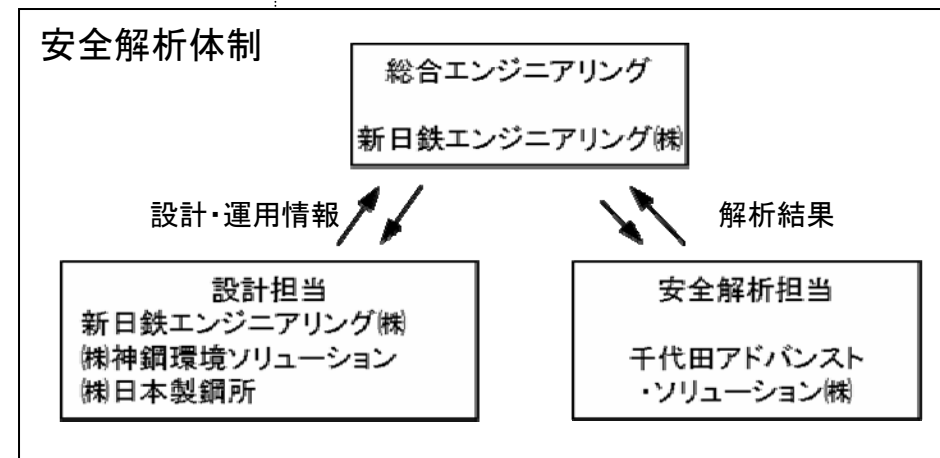 安全解析体制
総合エンジニアリング
新日鉄エンジニアリング㈱
設計・運用情報
解析結果
設計担当
新日鉄エンジニアリング㈱
㈱神鋼環境ソリューション
㈱日本製鋼所
安全解析担当
千代田アドバンスト
・ソリューション㈱